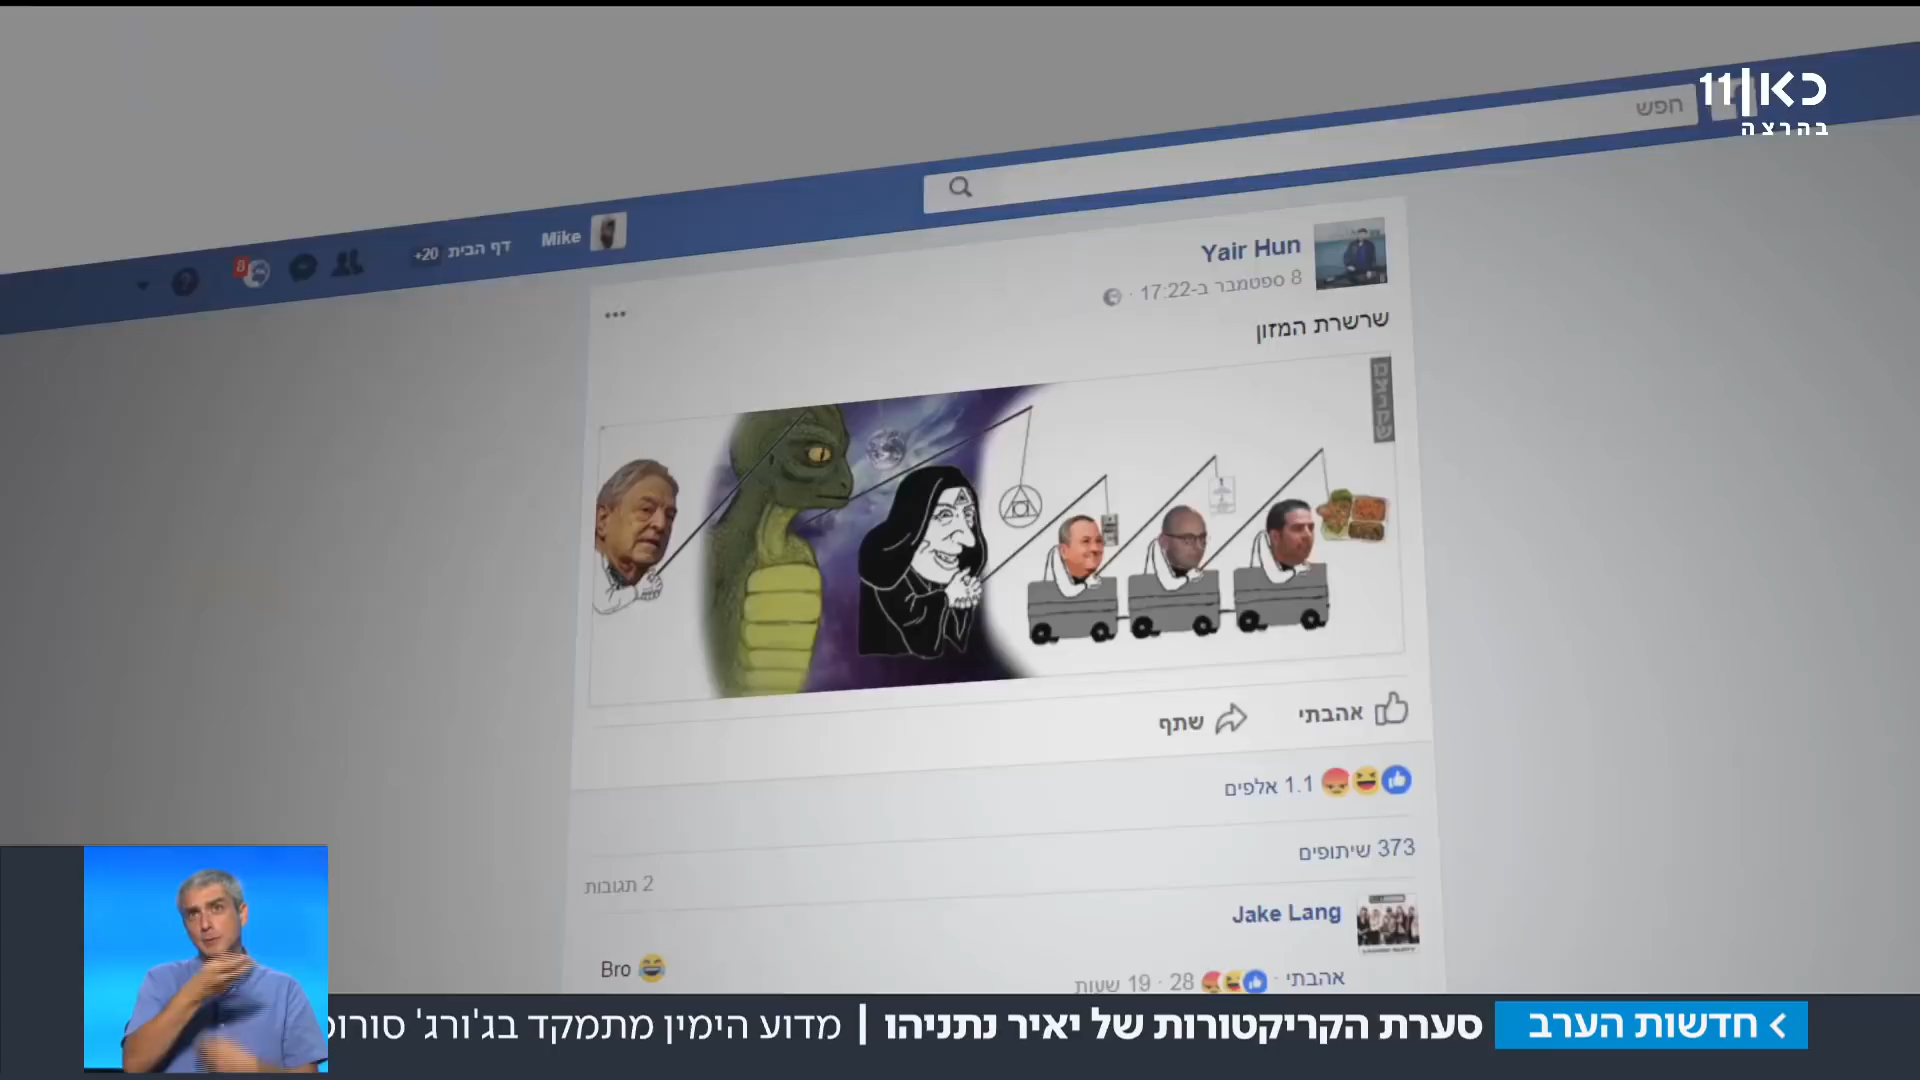 כאן|11
בהרצה
חפש
Mike
דף הבית
20+
8
Yair Hun
8 ספטמבר ב-17:22
שרשרת המזון
מצנקש
אהבתי
שתף
1.1 אלפים
373 שיתופים
2 תגובות
Jake Lang
Bro 😂
אהבתי · 28 · 19 שעות
חדשות הערב
סערת הקריקטורות של יאיר נתניהו | מדוע הימין מתמקד בג'ורג' סורוס